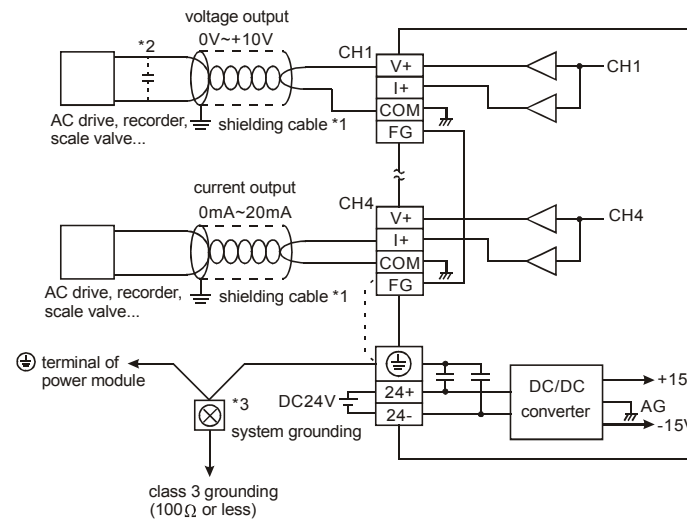 voltage output
0V~+10V
*2
CH1
V+
I+
COM
FG
CH1
AC drive, recorder,
scale valve...
shielding cable *1
current output
0mA~20mA
CH4
V+
I+
COM
FG
CH4
AC drive, recorder,
scale valve...
shielding cable *1
terminal of
power module
*3
system grounding
DC24V
24+
24-
DC/DC
converter
+15
AG
-15V
class 3 grounding
(100Ω or less)